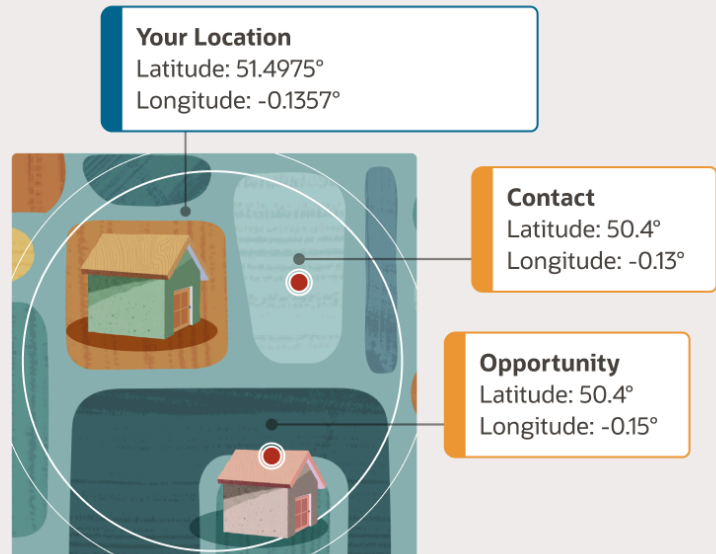 Your Location
Latitude: 51.4975°
Longitude: -0.1357°
Contact
Latitude: 50.4°
Longitude: -0.13°
Opportunity
Latitude: 50.4°
Longitude: -0.15°